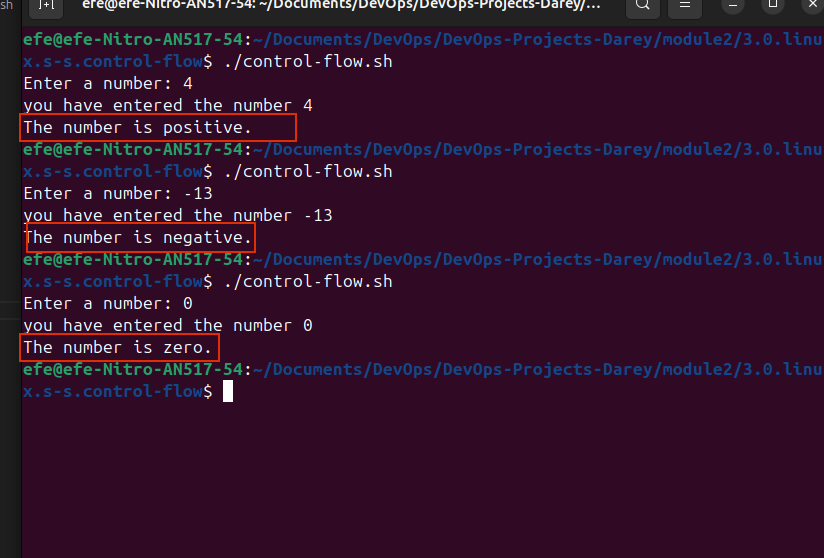 sh
efe@efe-Nitro-AN517-54: ~/Documents/DevOps/DevOps-Projects-Darey/...
efe@efe-Nitro-AN517-54:~/Documents/DevOps/DevOps-Projects-Darey/module2/3.0.linu
x.s-s.control-flow$ ./control-flow.sh
Enter a number: 4
you have entered the number 4
The number is positive.
efe@efe-Nitro-AN517-54:~/Documents/DevOps/DevOps-Projects-Darey/module2/3.0.linu
x.s-s.control-flow$ ./control-flow.sh
Enter a number: -13
you have entered the number -13
The number is negative.
efe@efe-Nitro-AN517-54:~/Documents/DevOps/DevOps-Projects-Darey/module2/3.0.linu
x.s-s.control-flow$ ./control-flow.sh
Enter a number: 0
you have entered the number 0
The number is zero.
efe@efe-Nitro-AN517-54:~/Documents/DevOps/DevOps-Projects-Darey/module2/3.0.linu
x.s-s.control-flow$